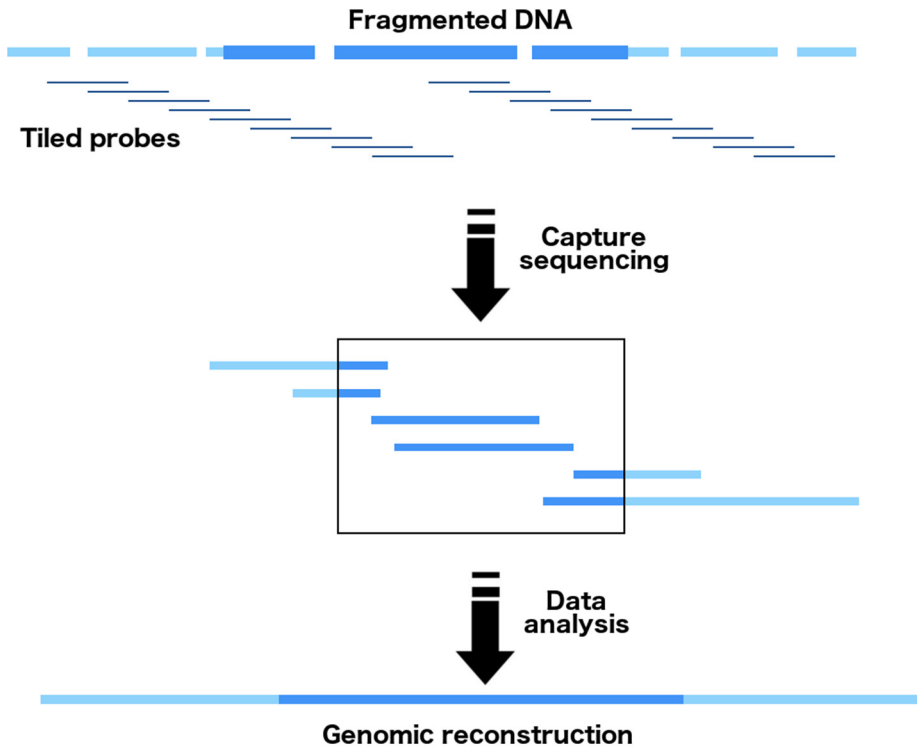 Fragmented DNA
Tiled probes
Capture
sequencing
Data
analysis
Genomic reconstruction